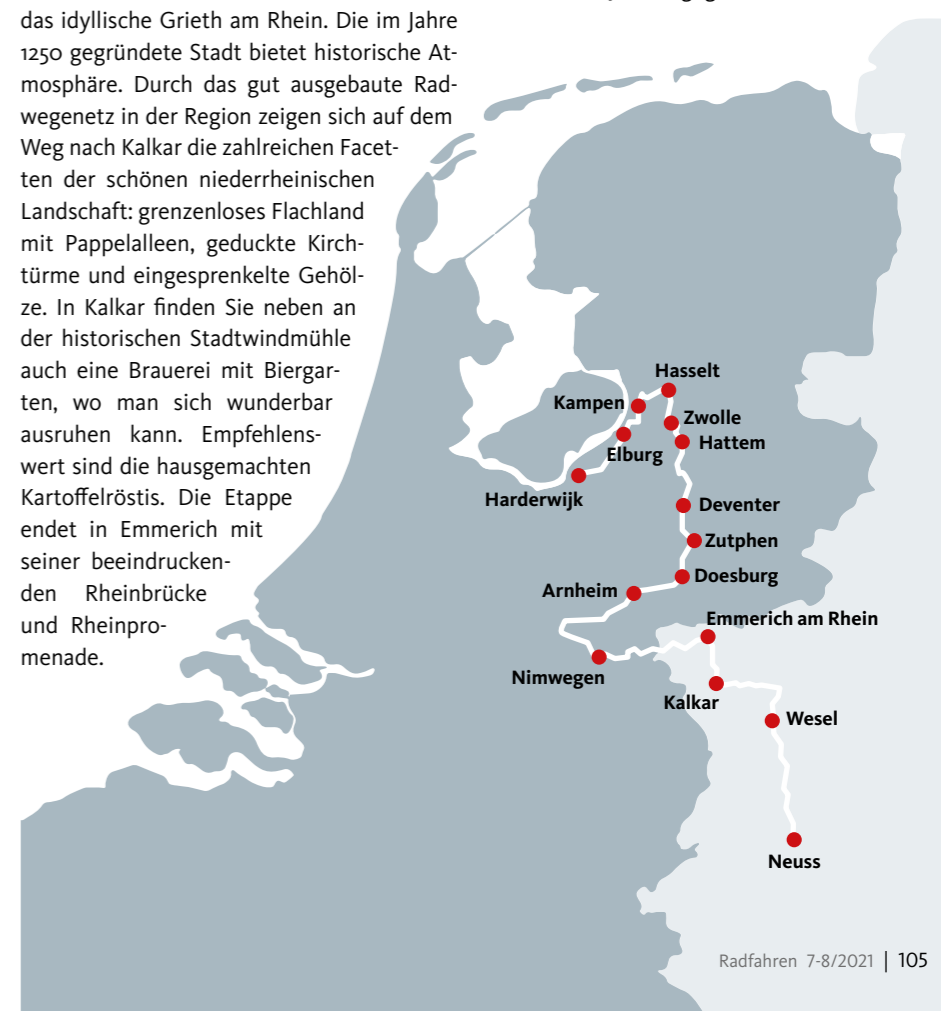 das idyllische Grieth am Rhein. Die im Jahre
1250 gegründete Stadt bietet historische At-
mosphäre. Durch das gut ausgebaute Rad-
wegenetz in der Region zeigen sich auf dem
Weg nach Kalkar die zahlreichen Facet-
ten der schönen niederrheinischen
Landschaft: grenzenloses Flachland
mit Pappelalleen, geduckte Kirch-
türme und eingesprenkelte Gehöl-
ze. In Kalkar finden Sie neben an
der historischen Stadtwindmühle
auch eine Brauerei mit Biergar-
ten, wo man sich wunderbar
ausruhen kann. Empfehlens-
wert sind die hausgemachten
Kartoffelröstis. Die Etappe
endet in Emmerich mit
seiner beeindrucken-
den Rheinbrücke
und Rheinpro-
menade.
Hasselt
Kampen
Zwolle
Hattem
Elburg
Harderwijk
Deventer
Zutphen
Doesburg
Arnheim
Emmerich am Rhein
Nimwegen
Kalkar
Wesel
Neuss
Radfahren 7-8/2021 | 105